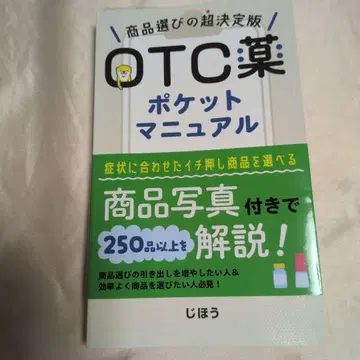 商品選びの超決定版
OTC薬
ポケット
マニュアル
症状に合わせたイチ押し商品を選べる
商品写真付きで
250品以上を解説！
商品選びの引き出しを増やしたい人&
効率よく商品を選びたい人必見！
じほう